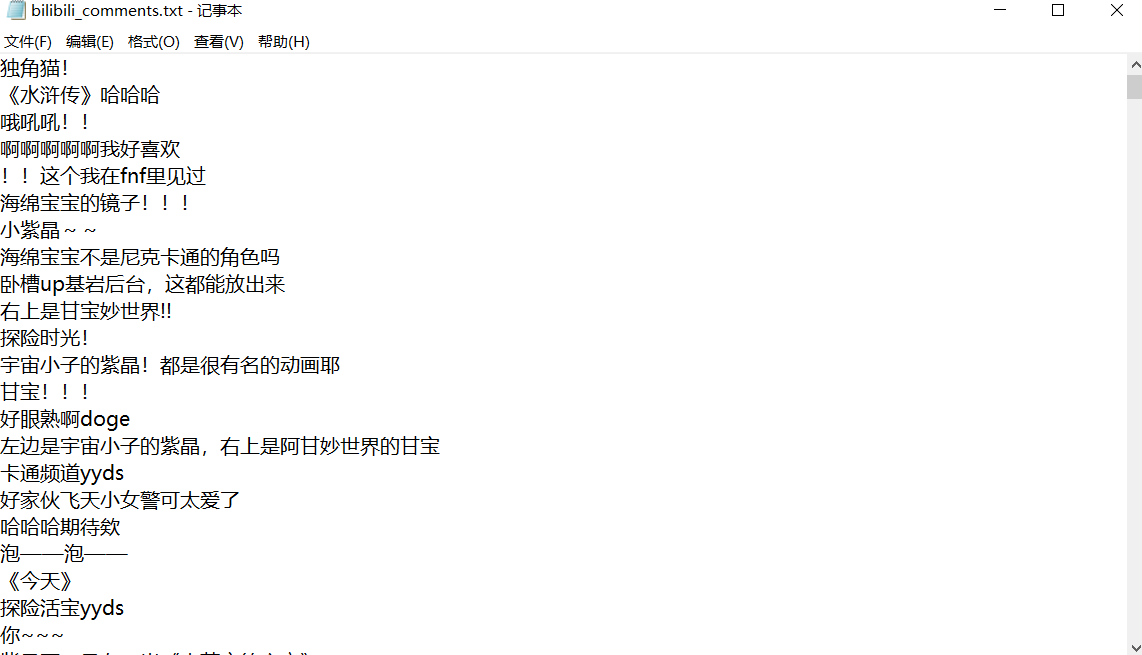 bilibili_comments.txt - 记事本
文件(F) 编辑(E) 格式(O) 查看(V) 帮助(H)
独角猫！
《水浒传》哈哈哈
哦吼吼！！
啊啊啊啊啊我好喜欢
！！这个我在fnf里见过
海绵宝宝的镜子！！！
小紫晶～～
海绵宝宝不是尼克卡通的角色吗
卧槽up基岩后台，这都能放出来
右上是甘宝妙世界!!
探险时光！
宇宙小子的紫晶！都是很有名的动画耶
甘宝！！！
好眼熟啊doge
左边是宇宙小子的紫晶，右上是阿甘妙世界的甘宝
卡通频道yyds
好家伙飞天小女警可太爱了
哈哈哈期待欸
泡——泡——
《今天》
探险活宝yyds
你~~~